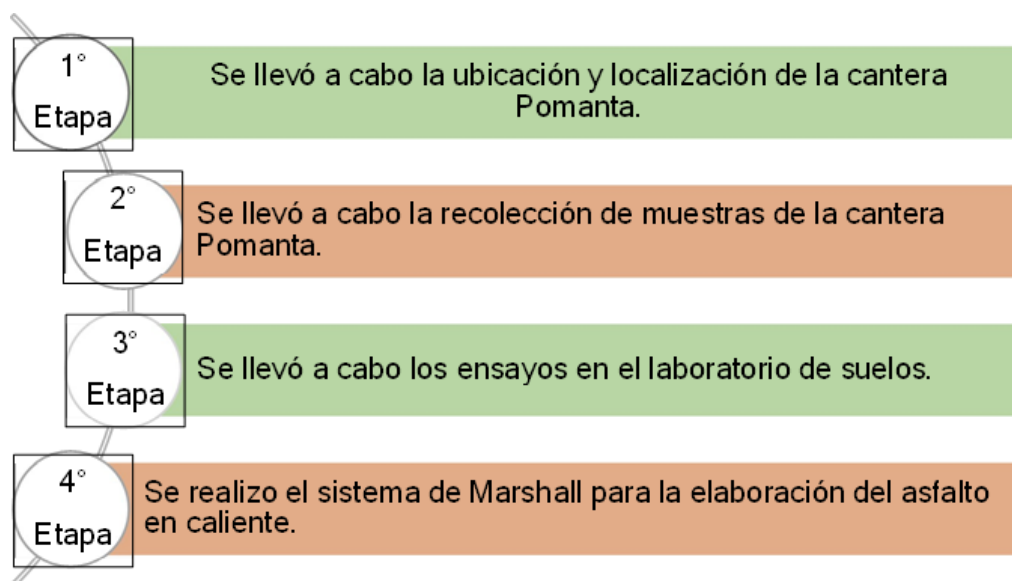 1°
Etapa
Se llevó a cabo la ubicación y localización de la cantera
Pomanta.
2°
Etapa
Se llevó a cabo la recolección de muestras de la cantera
Pomanta.
3°
Etapa
Se llevó a cabo los ensayos en el laboratorio de suelos.
4°
Etapa
Se realizo el sistema de Marshall para la elaboración del asfalto
en caliente.